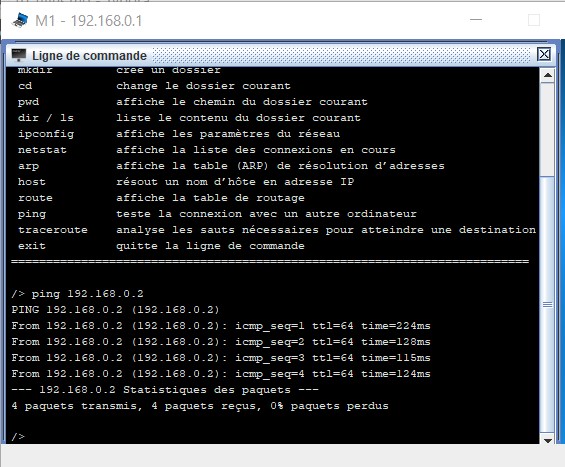 M1 - 192.168.0.1
Ligne de commande
mkdir crée un dossier
cd change le dossier courant
pwd affiche le chemin du dossier courant
dir / ls liste le contenu du dossier courant
ipconfig affiche les paramètres du réseau
netstat affiche la liste des connexions en cours
arp affiche la table (ARP) de résolution d'adresses
host résout un nom d'hôte en adresse IP
route affiche la table de routage
ping teste la connexion avec un autre ordinateur
traceroute analyse les sauts nécessaires pour atteindre une destination
exit quitte la ligne de commande
==========================================================================
/> ping 192.168.0.2
PING 192.168.0.2 (192.168.0.2)
From 192.168.0.2 (192.168.0.2): icmp_seq=1 ttl=64 time=224ms
From 192.168.0.2 (192.168.0.2): icmp_seq=2 ttl=64 time=128ms
From 192.168.0.2 (192.168.0.2): icmp_seq=3 ttl=64 time=115ms
From 192.168.0.2 (192.168.0.2): icmp_seq=4 ttl=64 time=124ms
--- 192.168.0.2 Statistiques des paquets ---
4 paquets transmis, 4 paquets reçus, 0% paquets perdus
/>